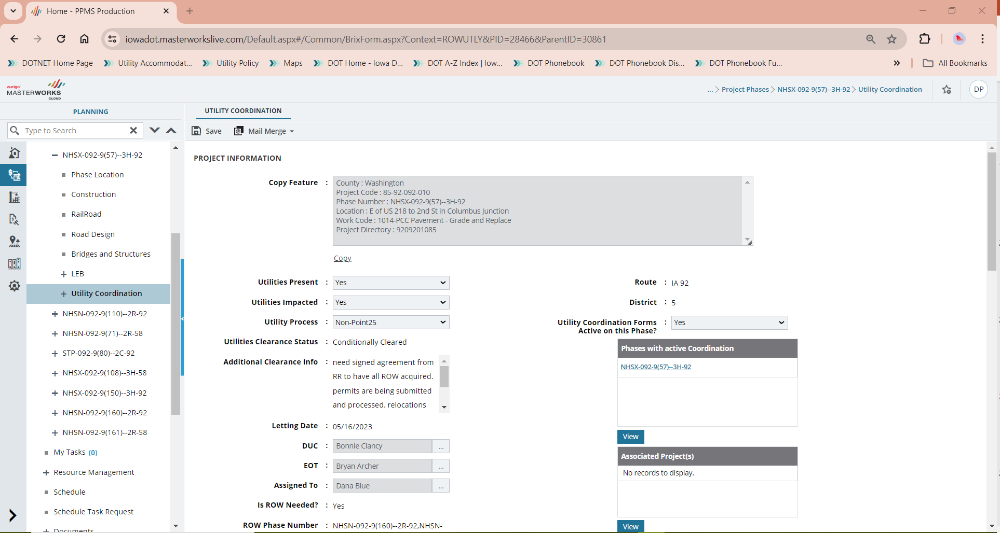 Home - PPMS Production
iowadot.masterworkslive.com/Default.aspx#/Common/BrixForm.aspx?Context=ROWUTLY&PID=28466&ParentID=30861
DOTNET Home Page
Utility Accommodat...
Utility Policy
Maps
DOT Home - Iowa D...
DOT A-Z Index | Iow...
DOT Phonebook
DOT Phonebook Dis...
DOT Phonebook Fu...
All Bookmarks
aurigo
MASTERWORKS
CLOUD
... > Project Phases > NHSX-092-9(57)--3H-92 > Utility Coordination
DP
PLANNING
Type to Search
NHSX-092-9(57)--3H-92
Phase Location
Construction
RailRoad
Road Design
Bridges and Structures
LEB
Utility Coordination
NHSN-092-9(110)--2R-92
NHSN-092-9(71)--2R-58
STP-092-9(80)--2C-92
NHSX-092-9(108)--3H-58
NHSX-092-9(150)--3H-92
NHSN-092-9(160)--2R-92
NHSN-092-9(161)--2R-58
My Tasks (0)
Resource Management
Schedule
Schedule Task Request
Documents
UTILITY COORDINATION
Save
Mail Merge
PROJECT INFORMATION
Copy Feature :
County : Washington
Project Code : 85-92-092-010
Phase Number : NHSX-092-9(57)--3H-92
Location : E of US 218 to 2nd St in Columbus Junction
Work Code : 1014-PCC Pavement - Grade and Replace
Project Directory : 9209201085
Copy
Utilities Present : Yes
Utilities Impacted : Yes
Utility Process : Non-Point25
Utilities Clearance Status : Conditionally Cleared
Additional Clearance Info : need signed agreement from
RR to have all ROW acquired.
permits are being submitted
and processed. relocations
Letting Date : 05/16/2023
DUC : Bonnie Clancy ...
EOT : Bryan Archer ...
Assigned To : Dana Blue ...
Is ROW Needed? : Yes
ROW Phase Number : NHSN-092-9(160)--2R-92,NHSN-
Route : IA 92
District : 5
Utility Coordination Forms
Active on this Phase? : Yes
Phases with active Coordination
NHSX-092-9(57)--3H-92
View
Associated Project(s)
No records to display.
View